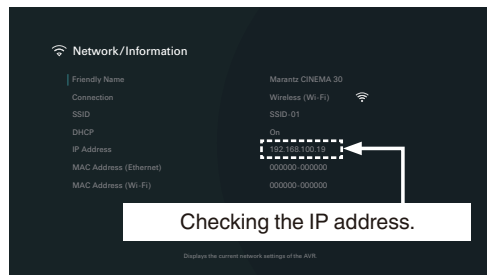 Network/Information
Friendly Name Marantz CINEMA 30
Connection Wireless (Wi-Fi)
SSID SSID-01
DHCP On
IP Address 192.168.100.19
MAC Address (Ethernet) 000000-000000
MAC Address (Wi-Fi) 000000-000000
Checking the IP address.
Displays the current network settings of the AVR